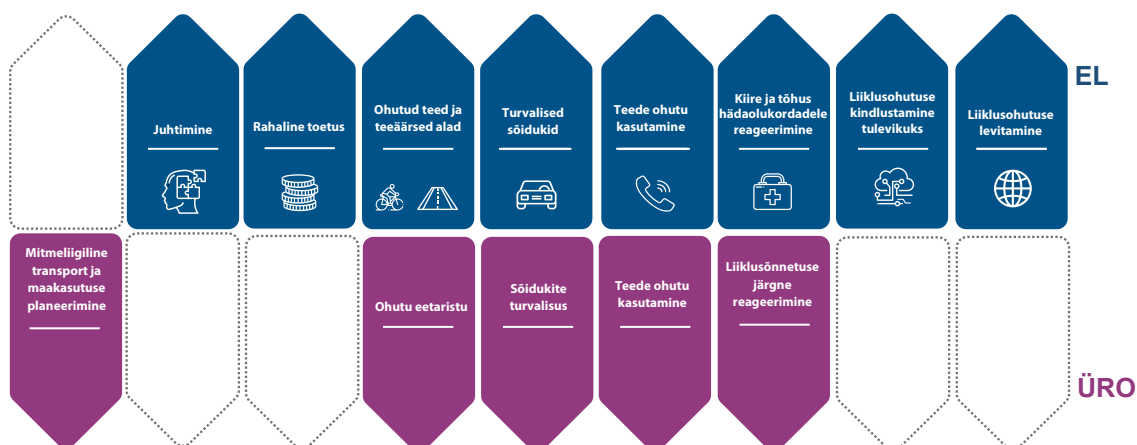 Juhtimine
Rahaline toetus
Ohutud teed ja
teeäärsed alad
Turvalised
sõidukid
Teede ohutu
kasutamine
Kiire ja tõhus
hädaolukordadele
reageerimine
Liiklusohutuse
kindlustamine
tulevikuks
Liiklusohutuse
levitamine
EL
Mitmeliigiline
transport ja
maakasutuse
planeerimine
Ohutu eetaristu
Sõidukite
turvalisus
Teede ohutu
kasutamine
Liiklusõnnetuse
järgne
reageerimine
ÜRO